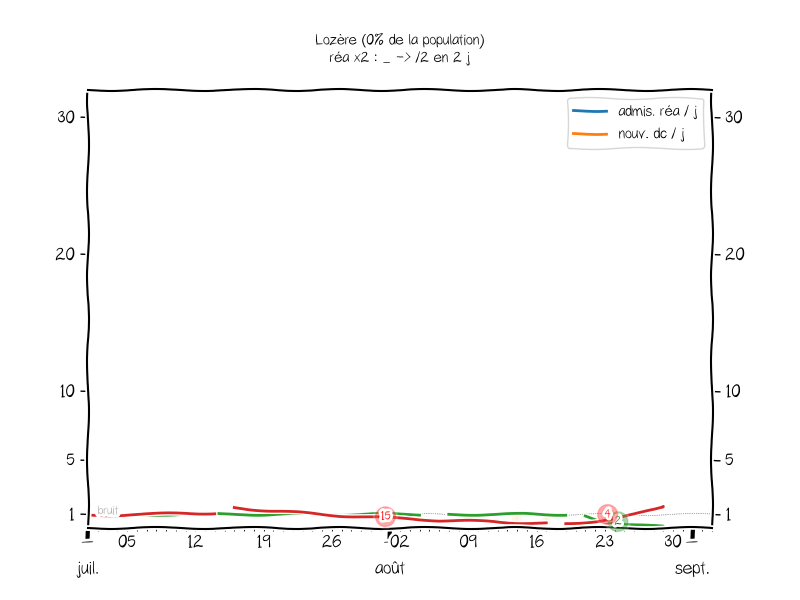 Lozère (0% de la population)
réa x2 : _ -> /2 en 2 j
admis. réa / j
nouv. dc / j
30
30
20
20
10
10
5
5
bruit
15
4
2
1
1
05
12
19
02
09
16
23
30
juil.
août
sept.